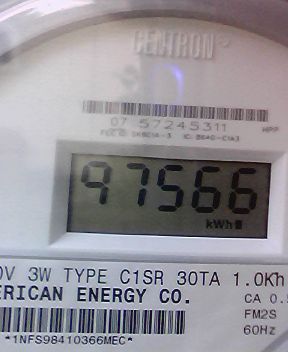 CENTRON®
07 57245311
HPP
97566
kWh
0V 3W TYPE C1SR 30TA 1.0Kh
ERICAN ENERGY CO.
CA 0.
FM2S
60Hz
*1NFS98410366MEC*